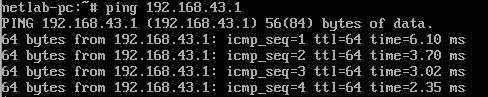 netlab-pc:~# ping 192.168.43.1
PING 192.168.43.1 (192.168.43.1) 56(84) bytes of data.
64 bytes from 192.168.43.1: icmp_seq=1 ttl=64 time=6.10 ms
64 bytes from 192.168.43.1: icmp_seq=2 ttl=64 time=3.70 ms
64 bytes from 192.168.43.1: icmp_seq=3 ttl=64 time=3.02 ms
64 bytes from 192.168.43.1: icmp_seq=4 ttl=64 time=2.35 ms